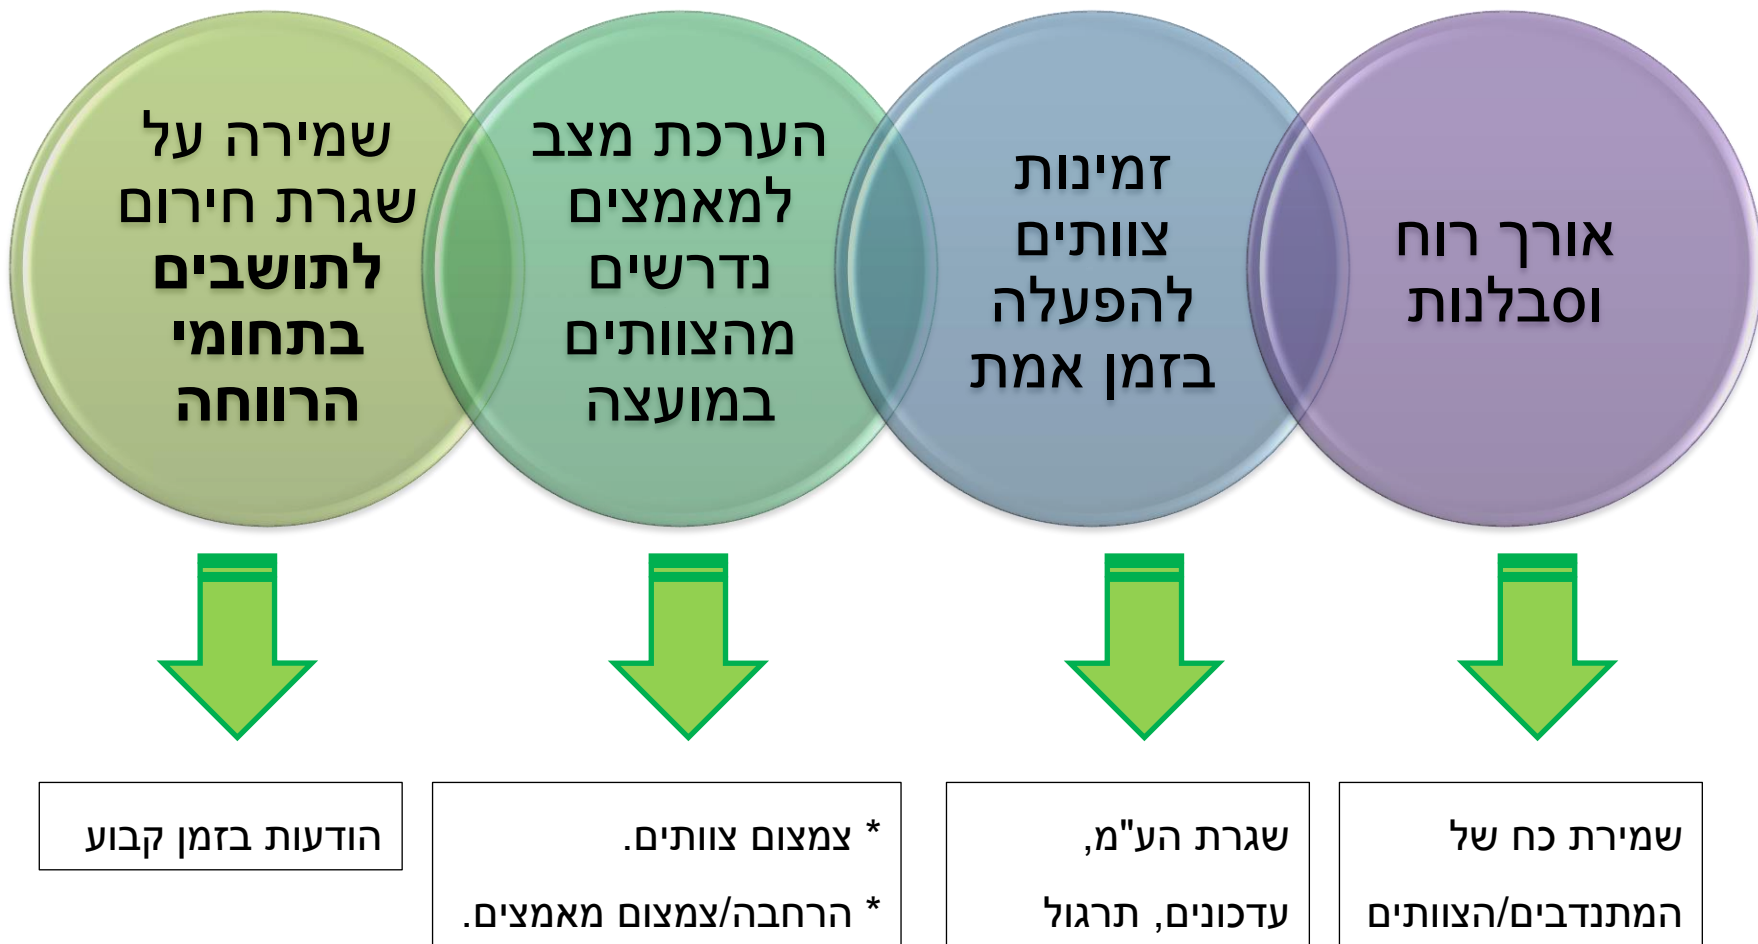 אורך רוח
וסבלנות
זמינות
צוותים
להפעלה
בזמן אמת
הערכת מצב
למאמצים
נדרשים
מהצוותים
במועצה
שמירה על
שגרת חירום
לתושבים
בתחומי
הרווחה
שמירת כח של
המתנדבים/הצוותים
שגרת הע"מ,
עדכונים, תרגול
* צמצום צוותים.
* הרחבה/צמצום מאמצים.
הודעות בזמן קבוע